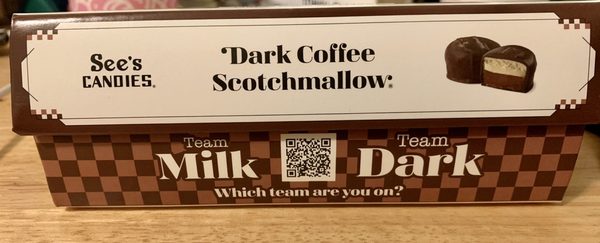 See's
CANDIES®
Dark Coffee
Scotchmallow®
Team
Milk
Team
Dark
Which team are you on?